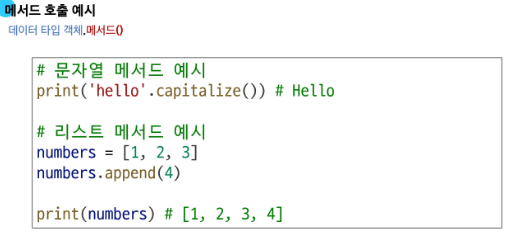 메서드 호출 예시
데이터 타입 객체.메서드()
# 문자열 메서드 예시
print('hello'.capitalize()) # Hello
# 리스트 메서드 예시
numbers = [1, 2, 3]
numbers.append(4)
print(numbers) # [1, 2, 3, 4]